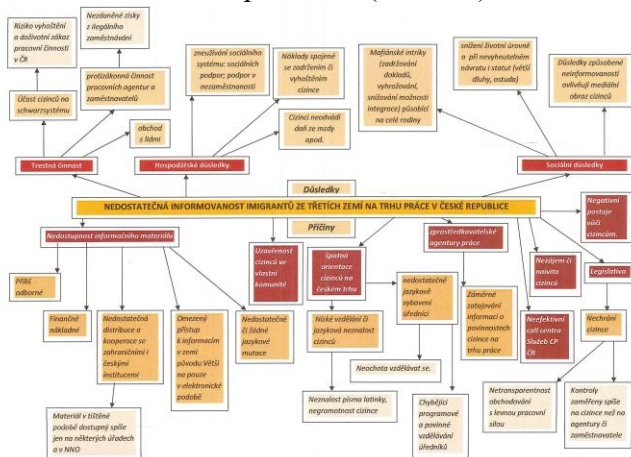 Riziko vyhoštění
a doživotní zákaz
pracovní činnosti v
ČR
Nezdaněné zisky
z ilegálního
zaměstnávání
Účast cizinců na
schwarzsystému
protizákonná činnost
pracovních agentur a
zaměstnavatelů
obchod
s lidmi
zneužívání sociálního
systému: sociálních
podpor; podpor v
nezaměstnanosti
Náklady spojené
se zadržením či
vyhoštěním
cizince
Cizinci neodvádí
daň ze mzdy
apod.
Mafiánské intriky
(zadržování
dokladů,
vyhrožování,
snižování možnosti
integrace) působící
na celé rodiny
snížení životní úrovně
a při nevyhnutelném
návratu i statut (větší
dluhy, ostuda)
Důsledky způsobené
neinformovaností
ovlivňují mediální
obraz cizinců
Trestná činnost
Hospodářské důsledky.
Sociální důsledky
Důsledky
NEDOSTATEČNÁ INFORMOVANOST IMIGRANTŮ ZE TŘETÍCH ZEMÍ NA TRHU PRÁCE V ČESKÉ REPUBLICE
Příčiny
Nedostupnost informačního materiálu
Příliš
odborné
Finančně
nákladné
Nedostatečná
distribuce a
kooperace se
zahraničními i
českými
institucemi
Omezený
přístup
k informacím
v zemi
původu:Větši
na pouze
v elektronické
podobě
Nedostatečné
či žádné
jazykové
mutace
Materiál v tištěné
podobě dostupný spíše
jen na některých úřadech
a v NNO
Uzavřenost
cizinců ve
vlastní
komunitě
špatná
orientace
cizinců na
českém trhu
Nízké vzdělání či
jazyková neznalost
cizinců
nedostatečně
jazykově
vybavení
úředníci
Neochota vzdělávat se.
Neznalost písma latinky,
negramotnost cizince
Chybějící
programové
a povinné
vzdělávání
úředníků
zprostředkovatelské
agentury práce
Záměrné
zatajování
informací o
povinnostech
cizince na
trhu práce
Negativní
postoje
vůči
cizincům.
Nezájem či
naivita
cizinců
Neefektivní
call centra
Služeb CP
ČR
Legislativa
Nechrání
cizince
Netransparentnost
obchodování
s levnou pracovní
silou
Kontroly
zaměřeny spíše
na cizince než na
agentury či
zaměstnavatele